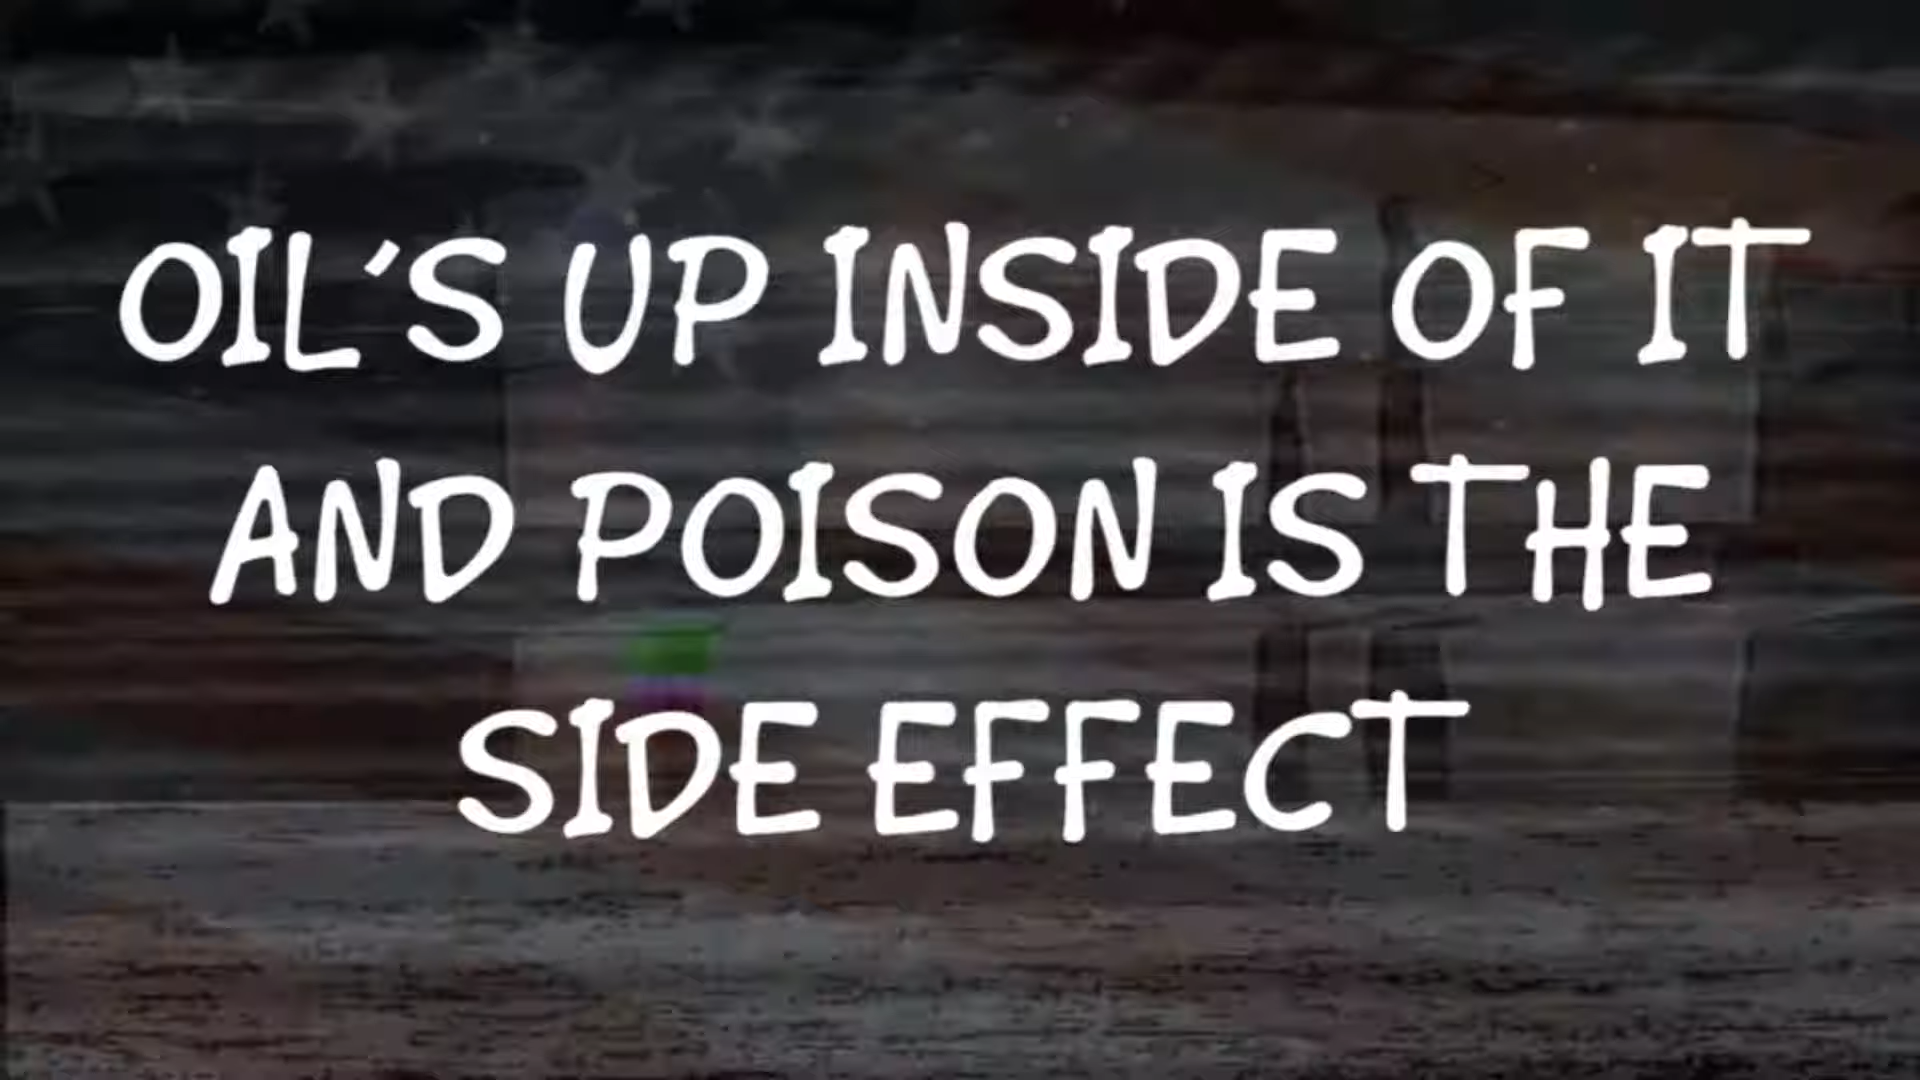 OIL'S UP INSIDE OF IT
AND POISON IS THE
SIDE EFFECT